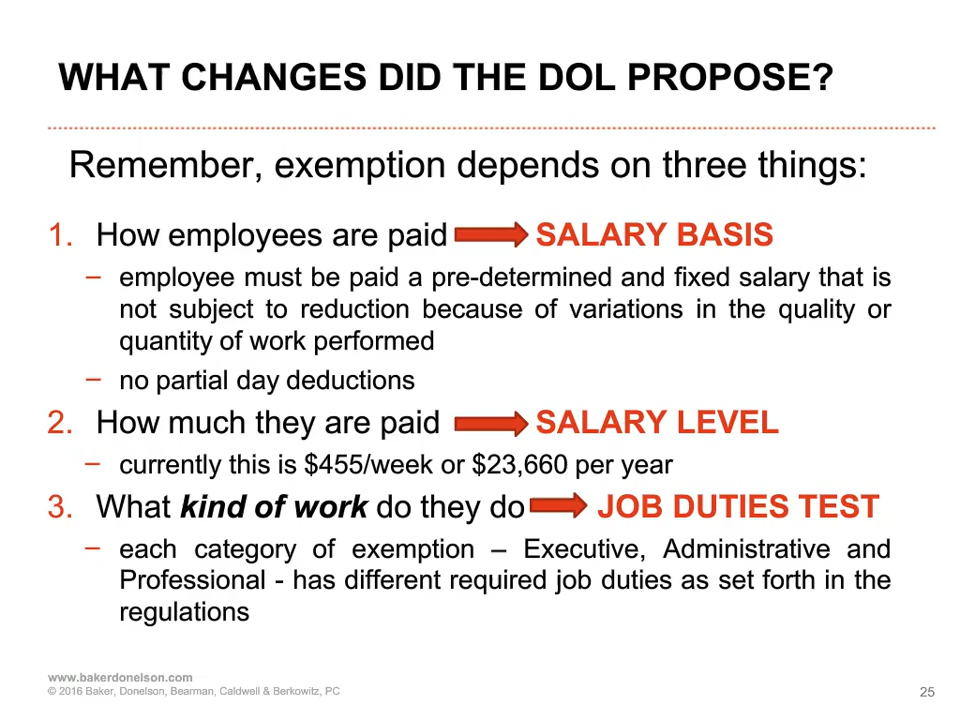 WHAT CHANGES DID THE DOL PROPOSE?
Remember, exemption depends on three things:
1. How employees are paid SALARY BASIS
– employee must be paid a pre-determined and fixed salary that is
not subject to reduction because of variations in the quality or
quantity of work performed
– no partial day deductions
2. How much they are paid SALARY LEVEL
– currently this is $455/week or $23,660 per year
3. What kind of work do they do JOB DUTIES TEST
– each category of exemption – Executive, Administrative and
Professional - has different required job duties as set forth in the
regulations
www.bakerdonelson.com
© 2016 Baker, Donelson, Bearman, Caldwell & Berkowitz, PC
25